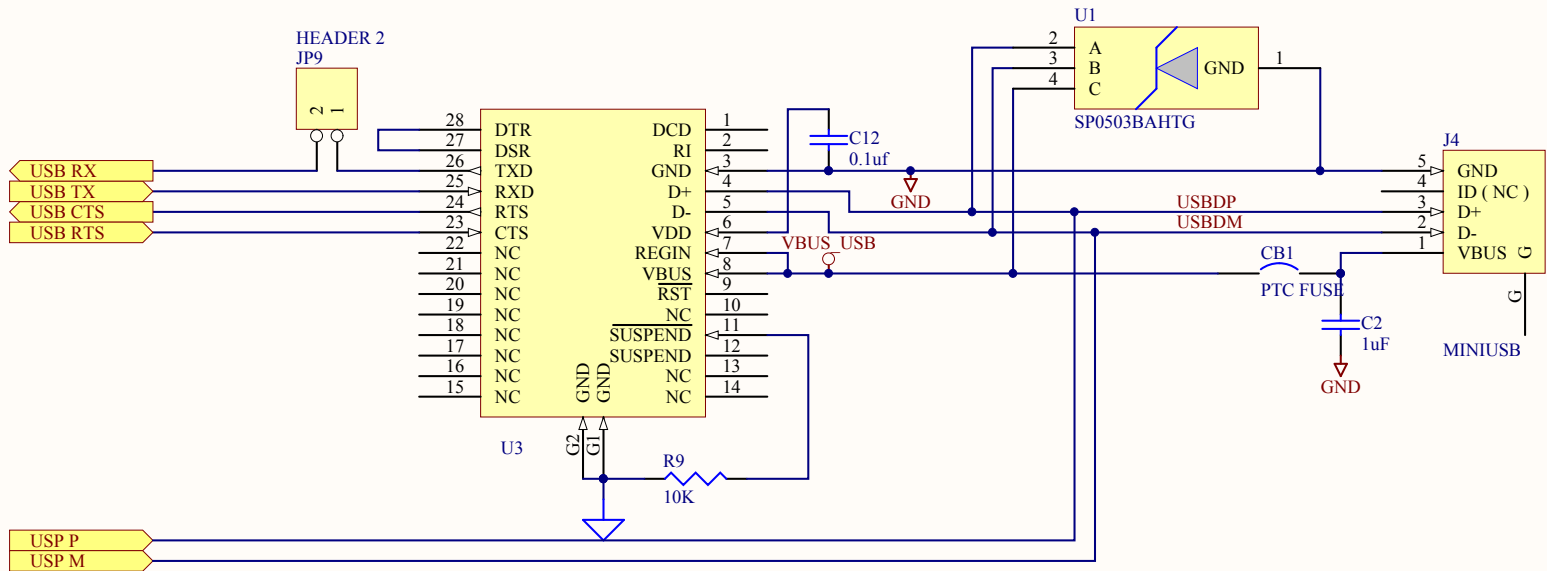 HEADER 2
JP9
2 1
USB RX
USB TX
USB CTS
USB RTS
28 DTR
27 DSR
26 TXD
25 RXD
24 RTS
23 CTS
22 NC
21 NC
20 NC
19 NC
18 NC
17 NC
16 NC
15 NC
DCD 1
RI 2
GND 3
D+ 4
D- 5
VDD 6
REGIN 7
VBUS 8
RST 9
NC 10
SUSPEND 11
SUSPEND 12
NC 13
NC 14
GND GND
G2 G1
U3
R9
10K
C12
0.1uf
GND
VBUS_USB
U1
2 A
3 B
4 C
GND 1
SP0503BAHTG
USBDP
USBDM
CB1
PTC FUSE
C2
1uF
GND
J4
5 GND
4 ID ( NC )
3 D+
2 D-
1 VBUS
G
G
MINIUSB
USP P
USP M